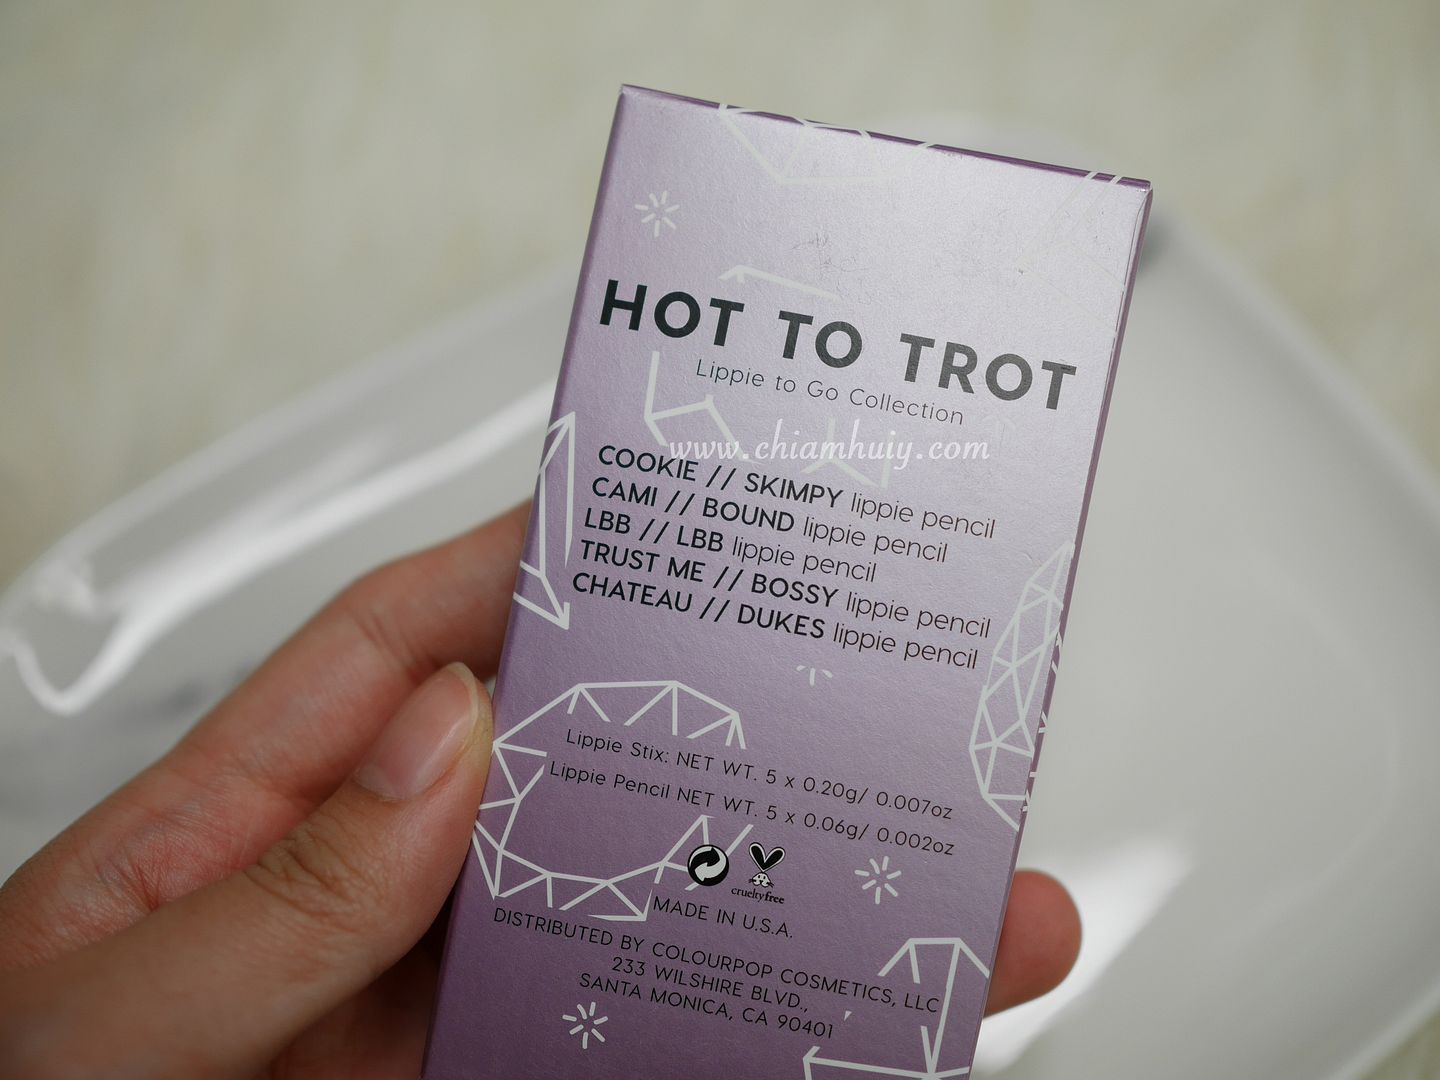 HOT TO TROT
Lippie to Go Collection
www.chiamhuiy.com
COOKIE // SKIMPY lippie pencil
CAMI // BOUND lippie pencil
LBB // LBB lippie pencil
TRUST ME // BOSSY lippie pencil
CHATEAU // DUKES lippie pencil
Lippie Stix: NET WT. 5 x 0.20g/ 0.007oz
Lippie Pencil NET WT. 5 x 0.06g/ 0.002oz
crueltyfree
MADE IN U.S.A.
DISTRIBUTED BY COLOURPOP COSMETICS, LLC
233 WILSHIRE BLVD.,
SANTA MONICA, CA 90401